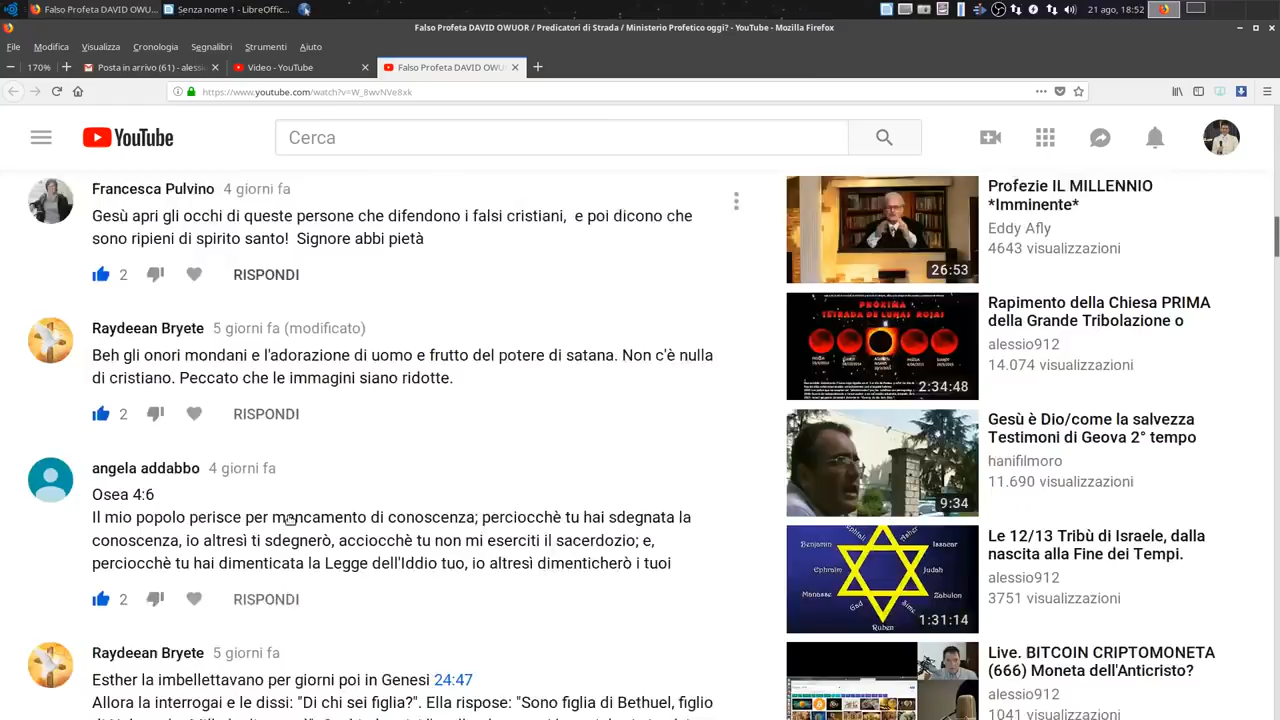 Falso Profeta DAVID OWUO...
Senza nome 1 - LibreOffic...
21 ago, 18:52
Falso Profeta DAVID OWUOR / Predicatori di Strada / Ministerio Profetico oggi? - YouTube - Mozilla Firefox
File Modifica Visualizza Cronologia Segnalibri Strumenti Aiuto
170%
Posta in arrivo (61) - alessi
Video - YouTube
Falso Profeta DAVID OWU
https://www.youtube.com/watch?v=W_8wvNVe8xk
YouTube
Cerca
Francesca Pulvino 4 giorni fa
Gesù apri gli occhi di queste persone che difendono i falsi cristiani, e poi dicono che
sono ripieni di spirito santo! Signore abbi pietà
2 RISPONDI
Raydeean Bryete 5 giorni fa (modificato)
Beh gli onori mondani e l'adorazione di uomo e frutto del potere di satana. Non c'è nulla
di cristiano. Peccato che le immagini siano ridotte.
RISPONDI
angela addabbo 4 giorni fa
Osea 4:6
Il mio popolo mancamento di conoscenza; perciocchè tu hai sdegnata la
conoscenza, altresì ti sdegnerò, acciocchè tu non mi eserciti il sacerdozio; e,
perciocchè tu hai dimenticata la Legge dell'Iddio tuo, io altresì dimenticherò i tuoi
2 RISPONDI
Raydeean Bryete 5 giorni fa
Esther la imbellettarono per giorni poi in Genesi 24:47
"Di chi sei figlia?". Ella rispose: "Sono figlia di Bethuel, figlio
26:53
Profezie IL MILLENNIO
*Imminente*
Eddy Afly
4643 visualizzazioni
PRÓXIMA
TETRADA DE LUNAS ROJAS
2:34:48
Rapimento della Chiesa PRIMA
della Grande Tribolazione o
alessio912
14.074 visualizzazioni
9:34
Gesù è Dio/come la salvezza
Testimoni di Geova 2° tempo
hanifilmoro
11.690 visualizzazioni
Benjamin
Ephraim
Manasse
Gad
Ruben
Issacar
Judah
Zabulon
1:31:14
Le 12/13 Tribù di Israele, dalla
nascita alla Fine dei Tempi.
alessio912
3751 visualizzazioni
Live. BITCOIN CRIPTOMONETA
(666) Moneta dell'Anticristo?
alessio912
1041 visualizzazioni